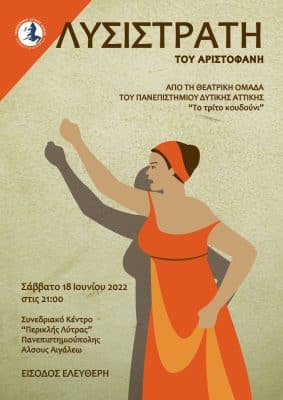 ΛΥΣΙΣΤΡΑΤΗ
ΤΟΥ ΑΡΙΣΤΟΦΑΝΗ
ΑΠΟ ΤΗ ΘΕΑΤΡΙΚΗ ΟΜΑΔΑ
ΤΟΥ ΠΑΝΕΠΙΣΤΗΜΙΟΥ ΔΥΤΙΚΗΣ ΑΤΤΙΚΗΣ
“Το τρίτο κουδούνι”
Σάββατο 18 Ιουνίου 2022
στις 21:00
Συνεδριακό Κέντρο
“Περικλής Λύτρας”
Πανεπιστημιούπολης
Άλσους Αιγάλεω
ΕΙΣΟΔΟΣ ΕΛΕΥΘΕΡΗ